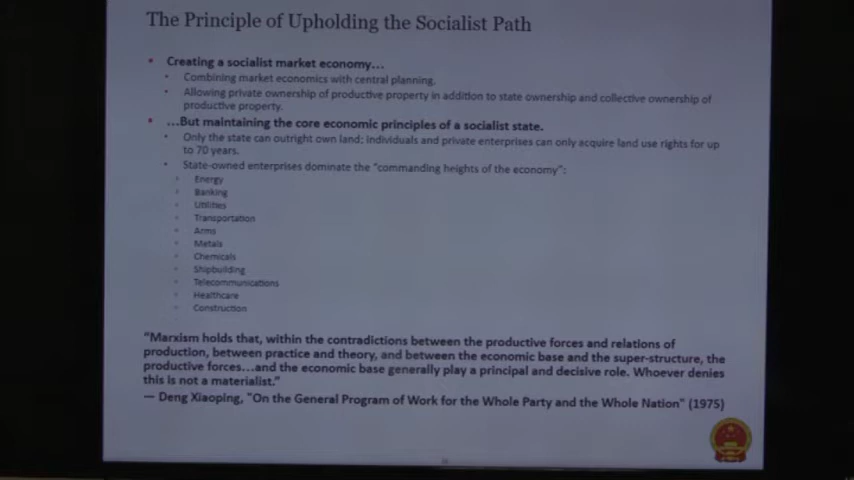 The Principle of Upholding the Socialist Path
• Creating a socialist market economy…
• Combining market economics with central planning.
• Allowing private ownership of productive property in addition to state ownership and collective ownership of
productive property.
• …But maintaining the core economic principles of a socialist state.
• Only the state can outright own land; individuals and private enterprises can only acquire land use rights for up
to 70 years.
• State-owned enterprises dominate the "commanding heights of the economy":
• Energy
• Banking
• Utilities
• Transportation
• Arms
• Metals
• Chemicals
• Shipbuilding
• Telecommunications
• Healthcare
• Construction
"Marxism holds that, within the contradictions between the productive forces and relations of
production, between practice and theory, and between the economic base and the super-structure, the
productive forces…and the economic base generally play a principal and decisive role. Whoever denies
this is not a materialist."
— Deng Xiaoping, "On the General Program of Work for the Whole Party and the Whole Nation" (1975)